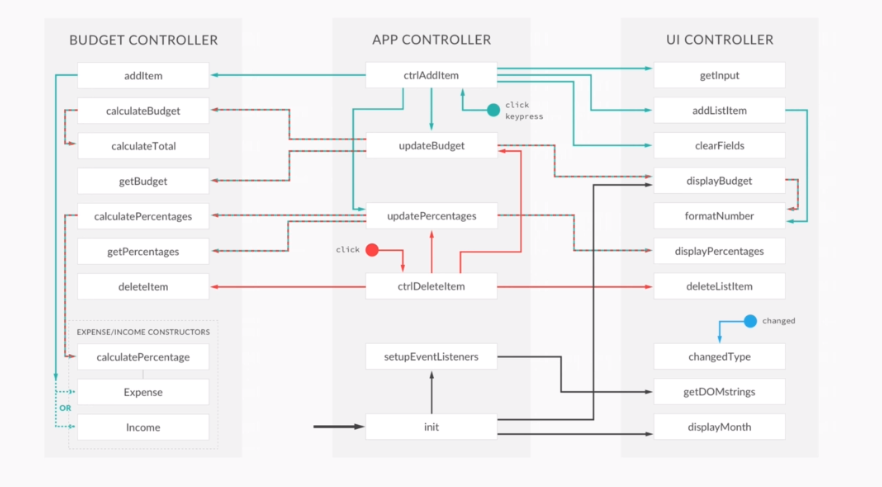 BUDGET CONTROLLER
APP CONTROLLER
UI CONTROLLER
addItem
ctrlAddItem
getInput
calculateBudget
click
keypress
addListItem
calculateTotal
updateBudget
clearFields
getBudget
displayBudget
calculatePercentages
updatePercentages
formatNumber
getPercentages
click
displayPercentages
deleteItem
ctrlDeleteItem
deleteListItem
changed
EXPENSE/INCOME CONSTRUCTORS
calculatePercentage
setupEventListeners
changedType
Expense
getDOMstrings
OR
Income
init
displayMonth